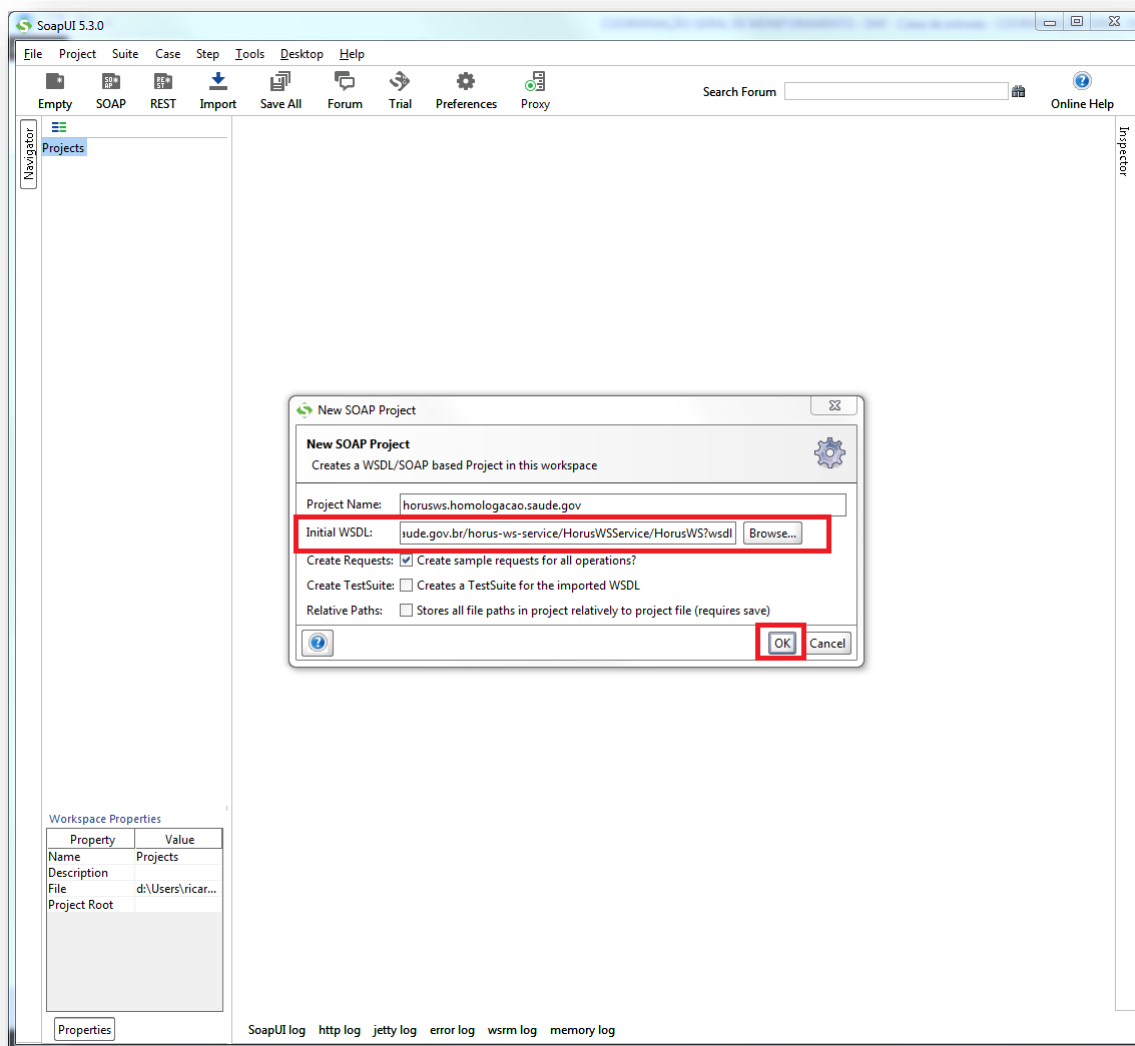 SoapUI 5.3.0
File Project Suite Case Step Tools Desktop Help
Empty SOAP REST Import Save All Forum Trial Preferences Proxy Search Forum Online Help
Navigator
Projects
Inspector
New SOAP Project
New SOAP Project
Creates a WSDL/SOAP based Project in this workspace
Project Name: horusws.homologacao.saude.gov
Initial WSDL: aude.gov.br/horus-ws-service/HorusWSService/HorusWS?wsdl Browse...
Create Requests: Create sample requests for all operations?
Create TestSuite: Creates a TestSuite for the imported WSDL
Relative Paths: Stores all file paths in project relatively to project file (requires save)
OK Cancel
Workspace Properties
Property Value
Name Projects
Description
File d:\Users\ricar...
Project Root
Properties
SoapUI log http log jetty log error log wsrm log memory log